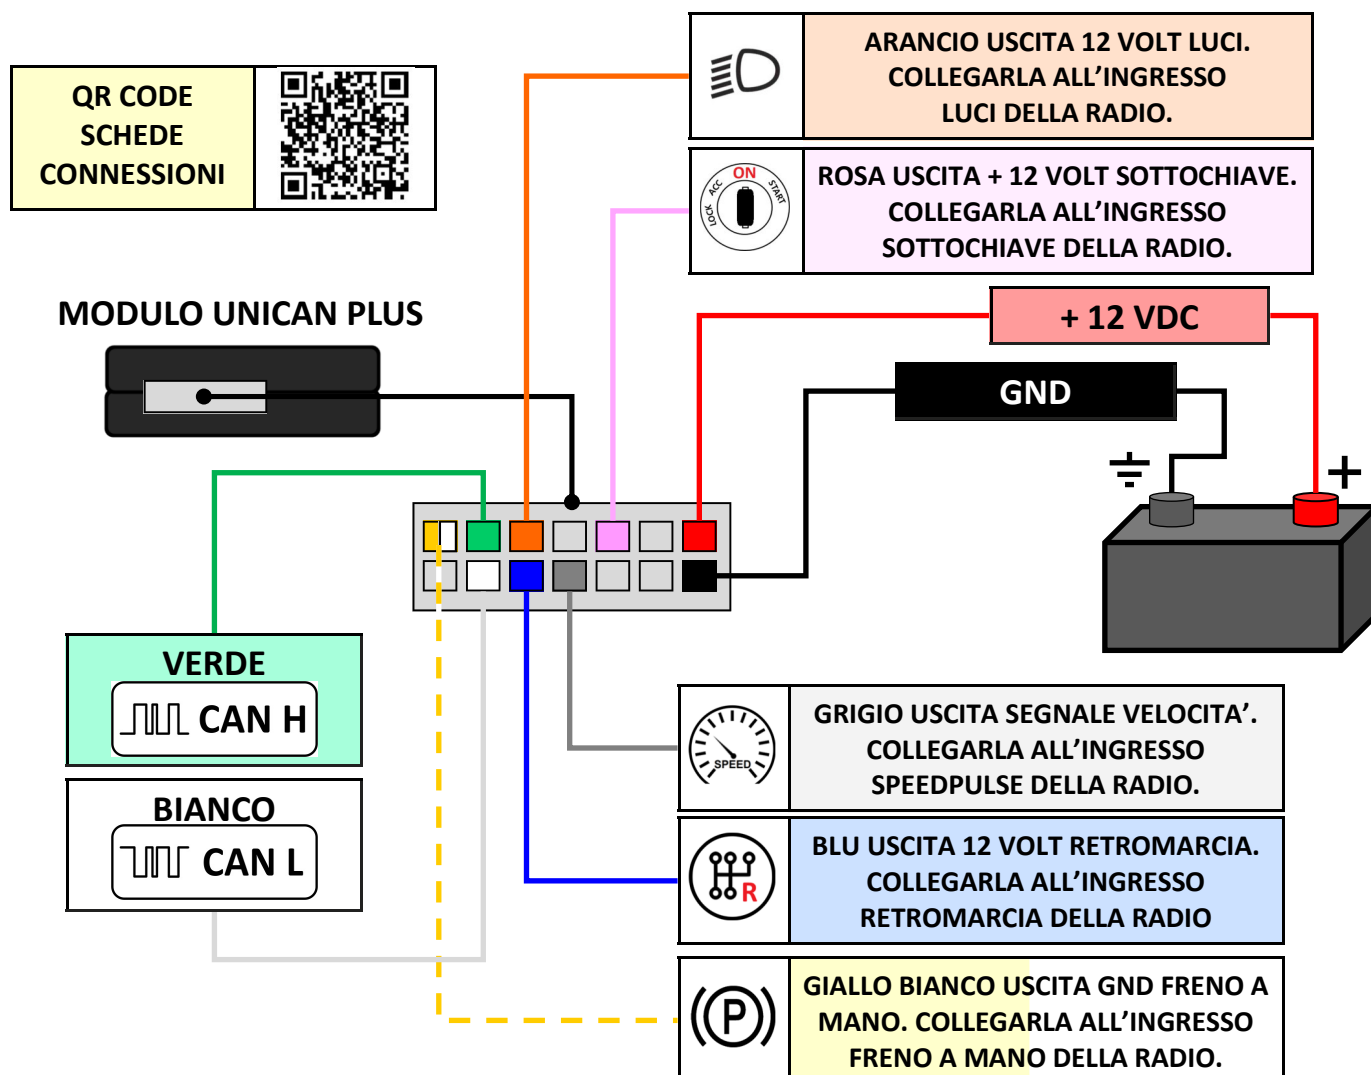 QR CODE
SCHEDE
CONNESSIONI
ARANCIO USCITA 12 VOLT LUCI.
COLLEGARLA ALL’INGRESSO
LUCI DELLA RADIO.
LOCK ACC ON START
ROSA USCITA + 12 VOLT SOTTOCHIAVE.
COLLEGARLA ALL’INGRESSO
SOTTOCHIAVE DELLA RADIO.
MODULO UNICAN PLUS
+ 12 VDC
GND
+
VERDE
CAN H
BIANCO
CAN L
SPEED
GRIGIO USCITA SEGNALE VELOCITA’.
COLLEGARLA ALL’INGRESSO
SPEEDPULSE DELLA RADIO.
R
BLU USCITA 12 VOLT RETROMARCIA.
COLLEGARLA ALL’INGRESSO
RETROMARCIA DELLA RADIO
P
GIALLO BIANCO USCITA GND FRENO A
MANO. COLLEGARLA ALL’INGRESSO
FRENO A MANO DELLA RADIO.